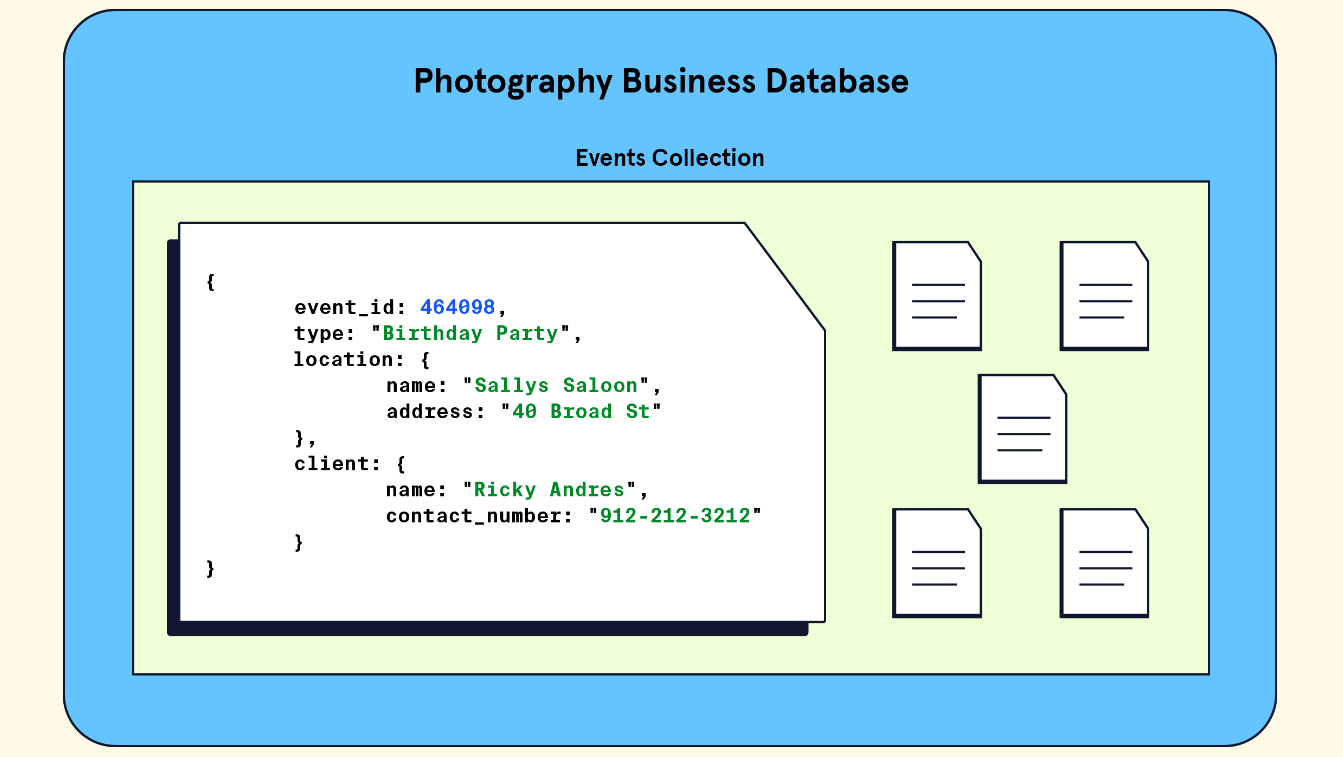 Photography Business Database
Events Collection
{
event_id: 464098,
type: "Birthday Party",
location: {
name: "Sallys Saloon",
address: "40 Broad St"
},
client: {
name: "Ricky Andres",
contact_number: "912-212-3212"
}
}